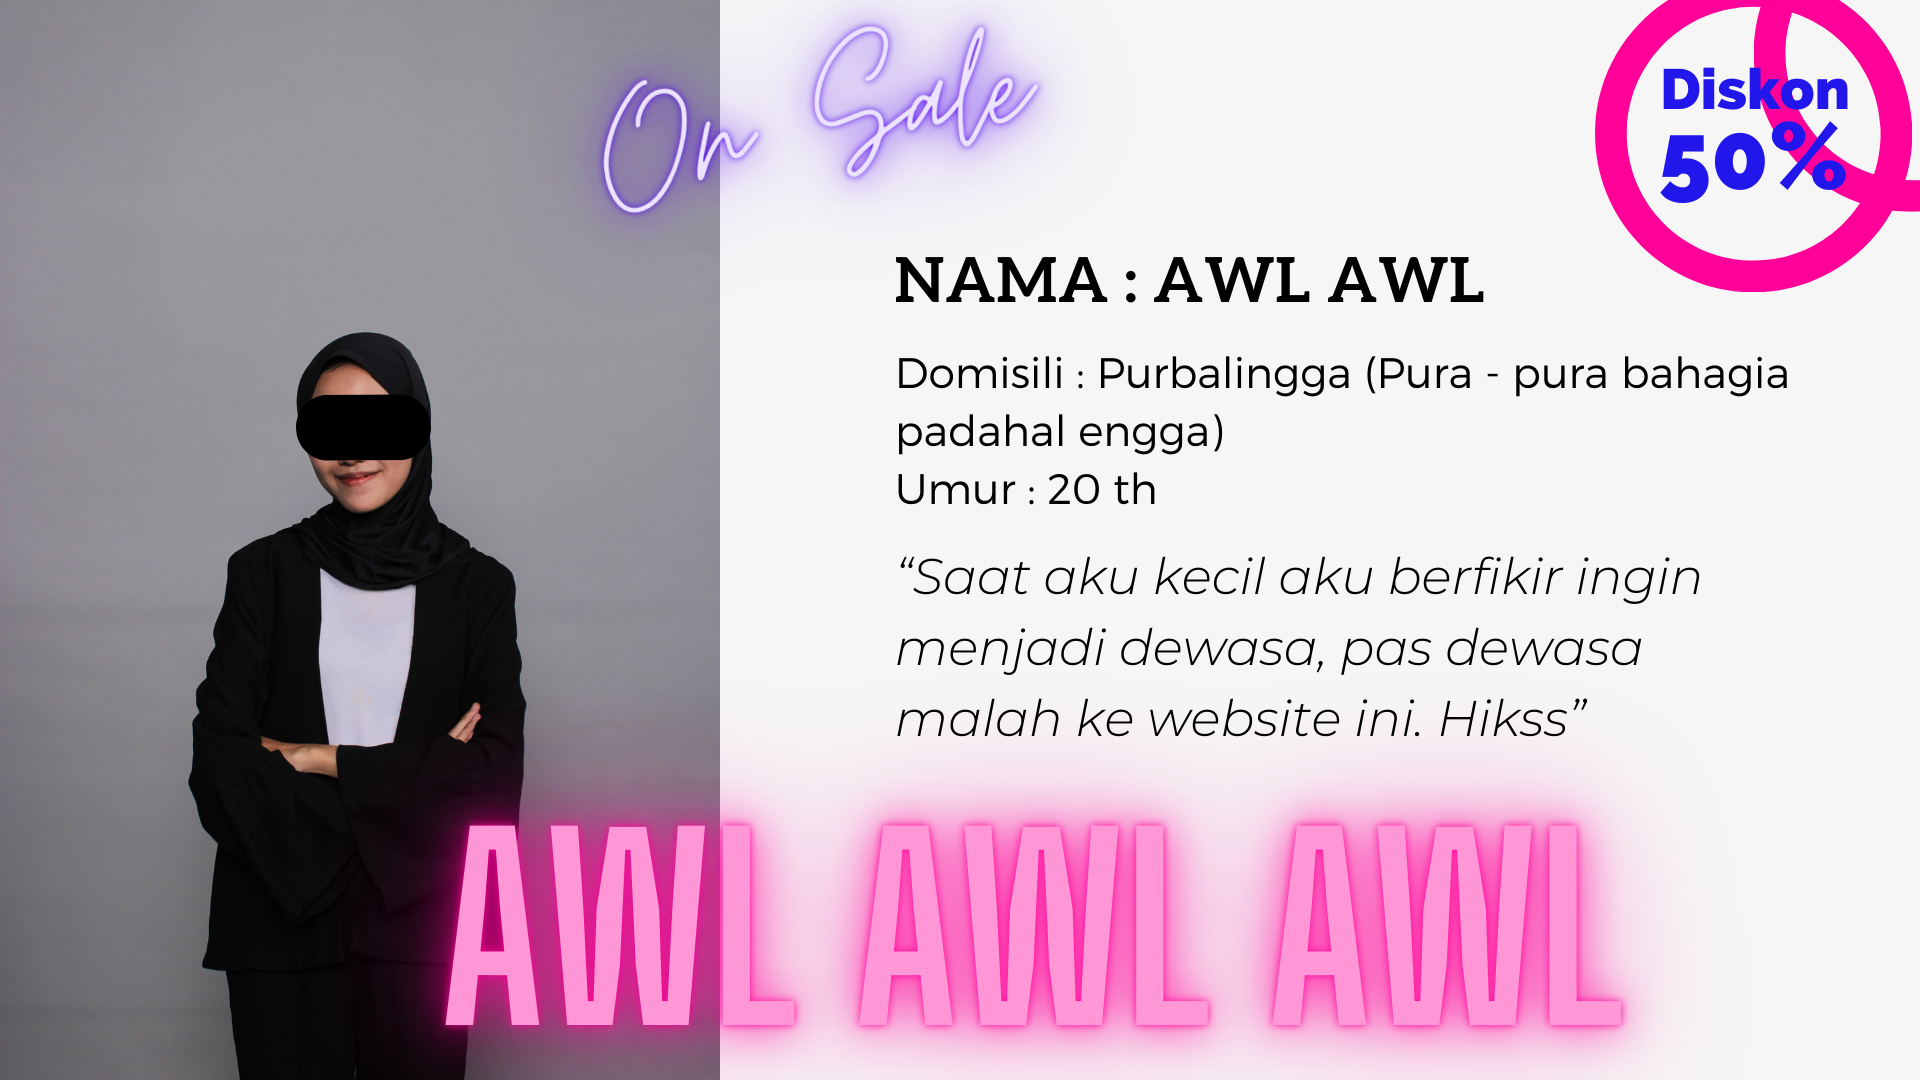 On Sale
Diskon
50%
NAMA : AWL AWL
Domisili : Purbalingga (Pura - pura bahagia
padahal engga)
Umur : 20 th
“Saat aku kecil aku berfikir ingin
menjadi dewasa, pas dewasa
malah ke website ini. Hikss”
AWL AWL AWL